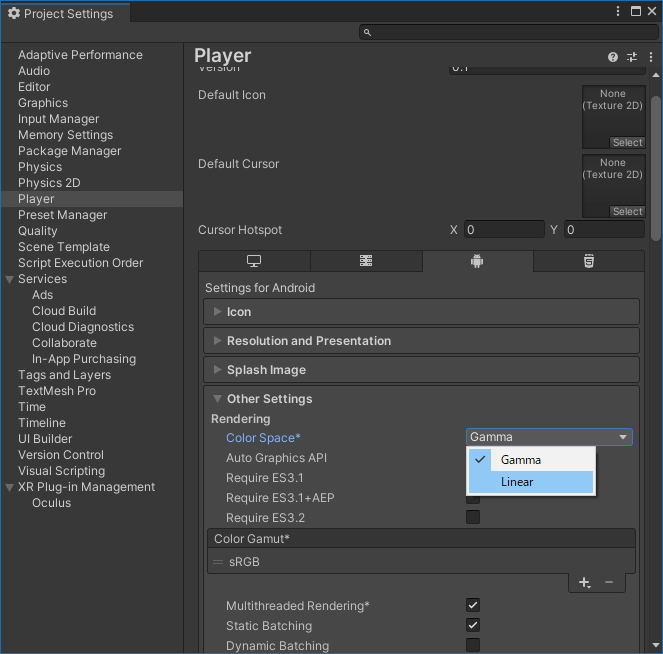 Project Settings
Adaptive Performance
Audio
Editor
Graphics
Input Manager
Memory Settings
Package Manager
Physics
Physics 2D
Player
Preset Manager
Quality
Scene Template
Script Execution Order
Services
Ads
Cloud Build
Cloud Diagnostics
Collaborate
In-App Purchasing
Tags and Layers
TextMesh Pro
Time
Timeline
UI Builder
Version Control
Visual Scripting
XR Plug-in Management
Oculus
Player
Version 0.1
Default Icon
None
(Texture 2D)
Select
Default Cursor
None
(Texture 2D)
Select
Cursor Hotspot X 0 Y 0
Settings for Android
Icon
Resolution and Presentation
Splash Image
Other Settings
Rendering
Color Space* Gamma
Gamma
Linear
Auto Graphics API
Require ES3.1
Require ES3.1+AEP
Require ES3.2
Color Gamut*
sRGB
Multithreaded Rendering*
Static Batching
Dynamic Batching